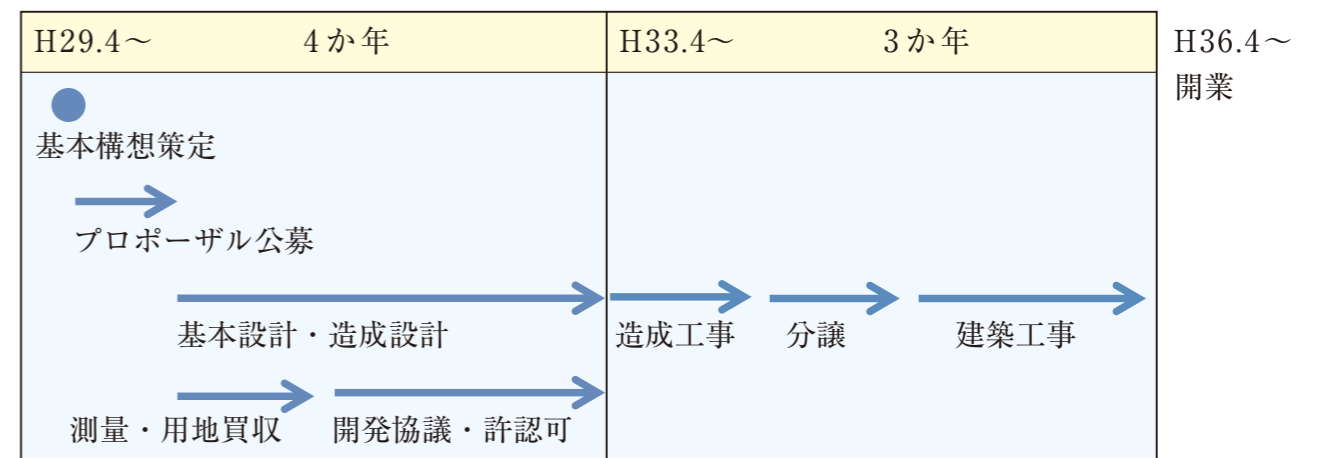 H29.4～ 4か年 H33.4～ 3か年 H36.4～
開業
基本構想策定
プロポーザル公募
基本設計・造成設計 造成工事 分譲 建築工事
測量・用地買収 開発協議・許認可